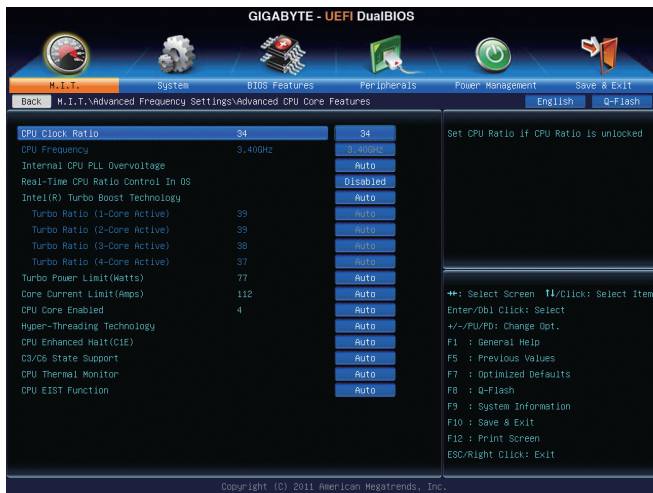 GIGABYTE - UEFI DualBIOS
M.I.T. System BIOS Features Peripherals Power Management Save & Exit
Back M.I.T.\Advanced Frequency Settings\Advanced CPU Core Features English Q-Flash
CPU Clock Ratio 34 34
CPU Frequency 3.40GHz 3.40GHz
Internal CPU PLL Overvoltage Auto
Real-Time CPU Ratio Control In OS Disabled
Intel(R) Turbo Boost Technology Auto
Turbo Ratio (1-Core Active) 39 Auto
Turbo Ratio (2-Core Active) 39 Auto
Turbo Ratio (3-Core Active) 38 Auto
Turbo Ratio (4-Core Active) 37 Auto
Turbo Power Limit(Watts) 77 Auto
Core Current Limit(Amps) 112 Auto
CPU Core Enabled 4 Auto
Hyper-Threading Technology Auto
CPU Enhanced Halt(C1E) Auto
C3/C6 State Support Auto
CPU Thermal Monitor Auto
CPU EIST Function Auto
Set CPU Ratio if CPU Ratio is unlocked
→←: Select Screen ↑↓/Click: Select Item
Enter/Dbl Click: Select
+/-/PU/PD: Change Opt.
F1 : General Help
F5 : Previous Values
F7 : Optimized Defaults
F8 : Q-Flash
F9 : System Information
F10 : Save & Exit
F12 : Print Screen
ESC/Right Click: Exit
Copyright (C) 2011 American Megatrends, Inc.